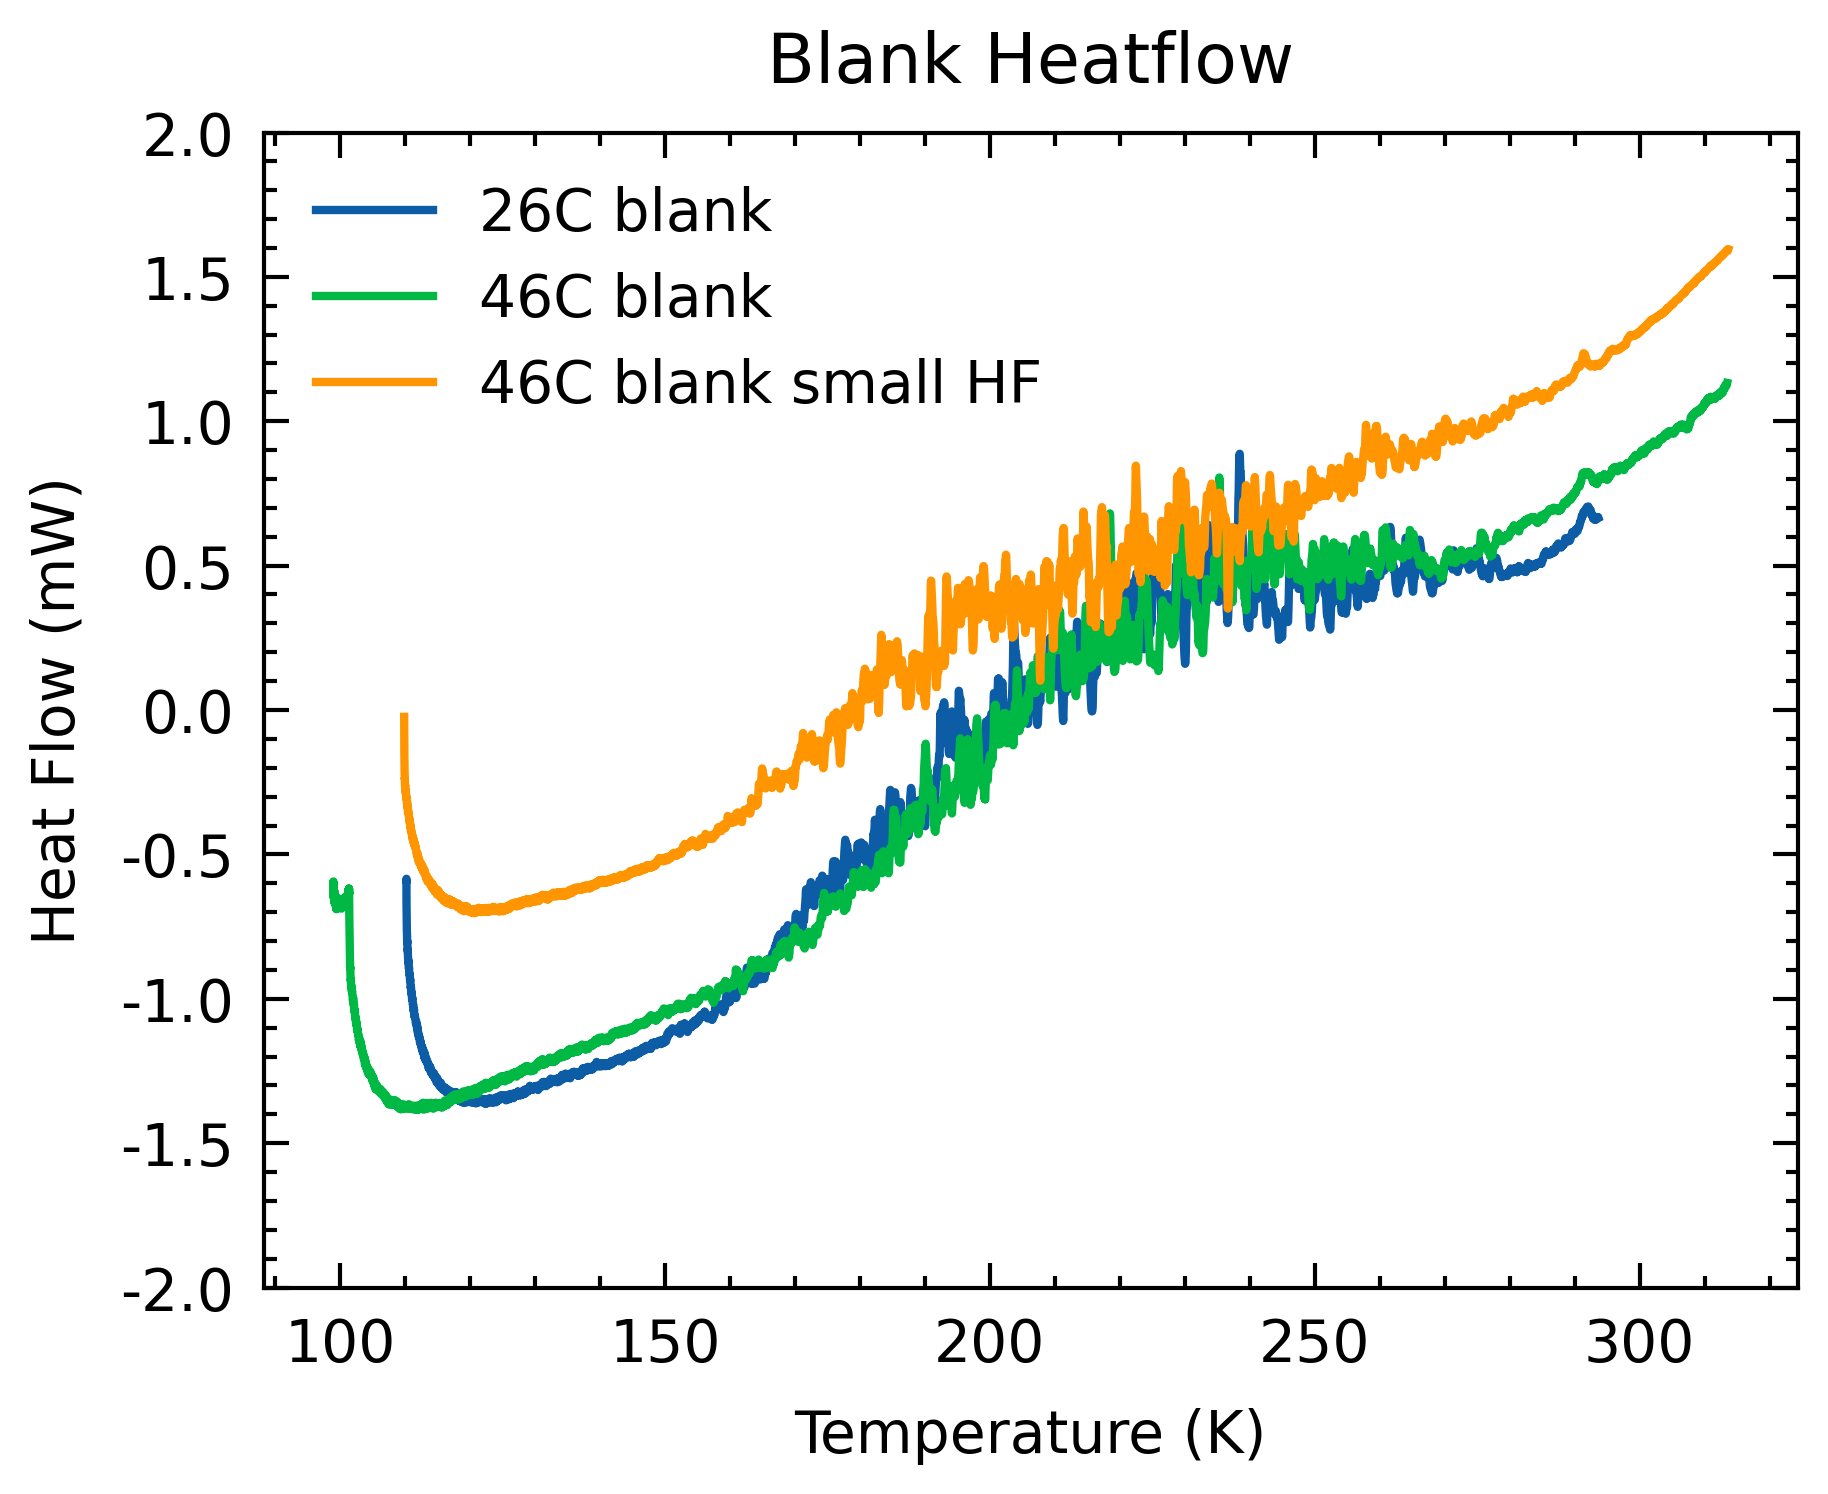 Blank Heatflow
26C blank
46C blank
46C blank small HF
2.0
1.5
1.0
0.5
0.0
-0.5
-1.0
-1.5
-2.0
Heat Flow (mW)
100 150 200 250 300
Temperature (K)